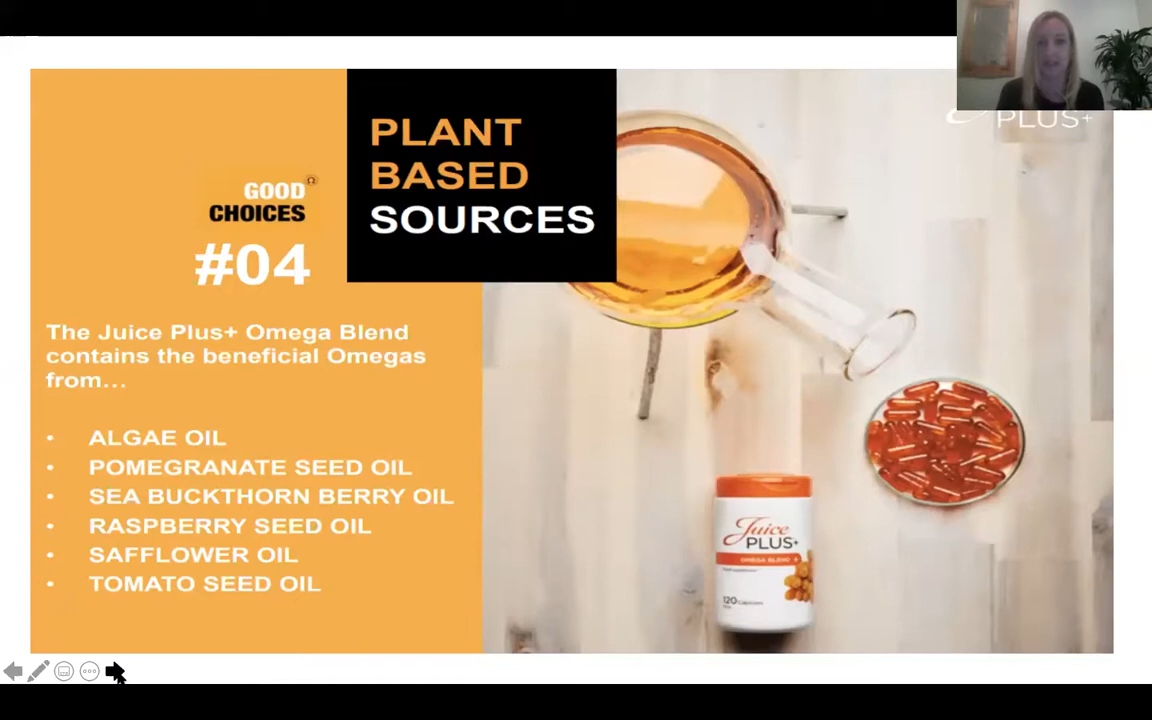 PLANT
BASED
SOURCES
GOOD
CHOICES
#04
The Juice Plus+ Omega Blend
contains the beneficial Omegas
from...
• ALGAE OIL
• POMEGRANATE SEED OIL
• SEA BUCKTHORN BERRY OIL
• RASPBERRY SEED OIL
• SAFFLOWER OIL
• TOMATO SEED OIL
PLUS+
Juice
PLUS+
OMEGA BLEND
120 Capsules